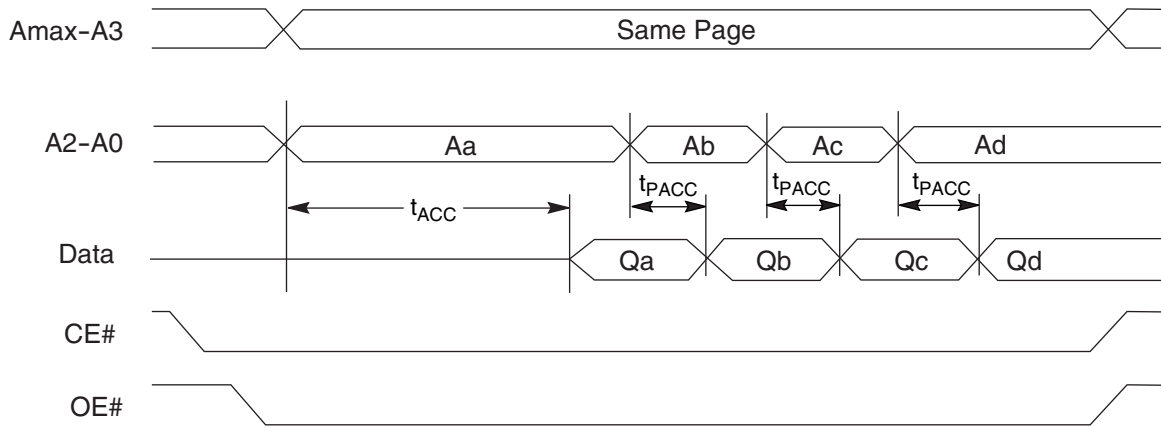 Amax-A3
Same Page
A2-A0
Aa
Ab
Ac
Ad
tACC
tPACC
tPACC
tPACC
Data
Qa
Qb
Qc
Qd
CE#
OE#